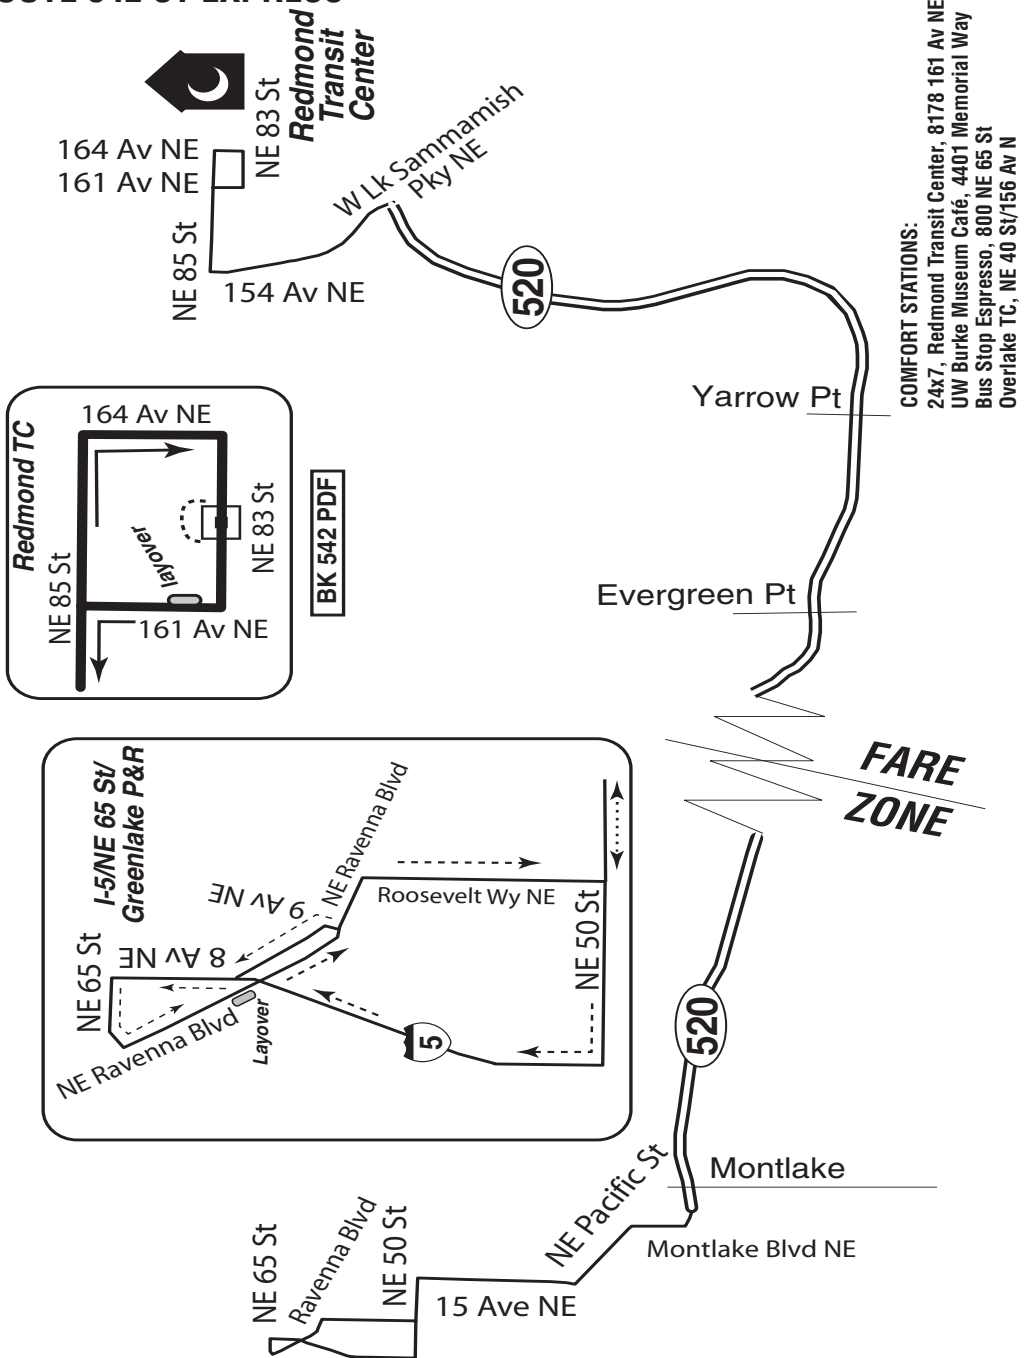 Redmond
Transit
Center
NE 83 St
164 Av NE
161 Av NE
NE 85 St
154 Av NE
W Lk Sammamish
Pky NE
520
Yarrow Pt
Evergreen Pt
COMFORT STATIONS:
24x7, Redmond Transit Center, 8178 161 Av NE
UW Burke Museum Café, 4401 Memorial Way
Bus Stop Espresso, 800 NE 65 St
Overlake TC, NE 40 St/156 Av N
Redmond TC
164 Av NE
NE 85 St
layover
NE 83 St
161 Av NE
BK 542 PDF
FARE
ZONE
I-5/NE 65 St/
Greenlake P&R
NE Ravenna Blvd
9 Av NE
Roosevelt Wy NE
8 Av NE
NE 65 St
NE 50 St
NE Ravenna Blvd
Layover
5
520
Montlake
NE Pacific St
Montlake Blvd NE
NE 65 St
Ravenna Blvd
NE 50 St
15 Ave NE